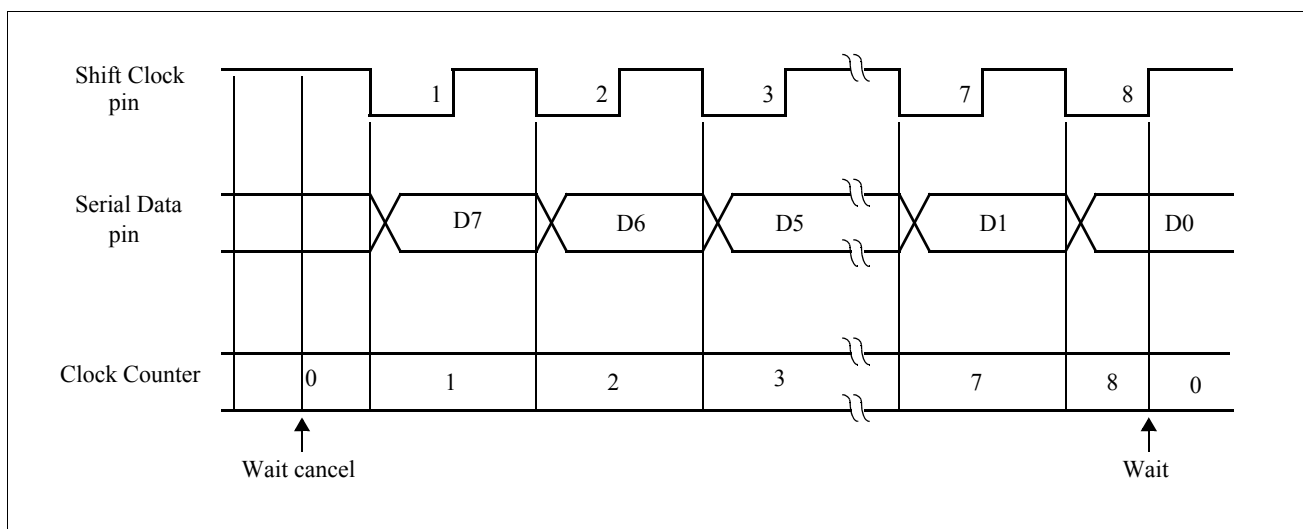 Shift Clock
pin
1 2 3 7 8
Serial Data
pin
D7 D6 D5 D1 D0
Clock Counter
0 1 2 3 7 8 0
Wait cancel
Wait